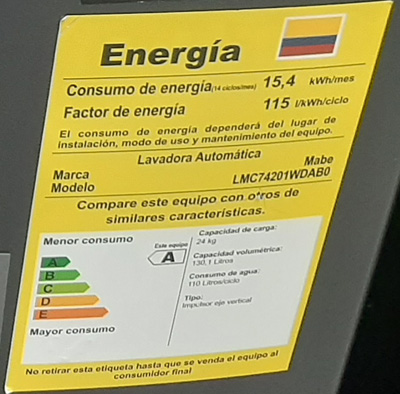 Energía
Consumo de energía(14 ciclos/mes) 15,4 kWh/mes
Factor de energía 115 l/kWh/ciclo
El consumo de energía dependerá del lugar de
instalación, modo de uso y mantenimiento del equipo.
Lavadora Automática
Marca Mabe
Modelo LMC74201WDAB0
Compare este equipo con otros de
similares características.
Menor consumo
Este equipo
A
A
B
C
D
E
Mayor consumo
Capacidad de carga:
24 kg
Capacidad volumétrica:
130,1 Litros
Consumo de agua:
110 Litros/ciclo
Tipo:
Impulsor eje vertical
No retirar esta etiqueta hasta que se venda el equipo al
consumidor final